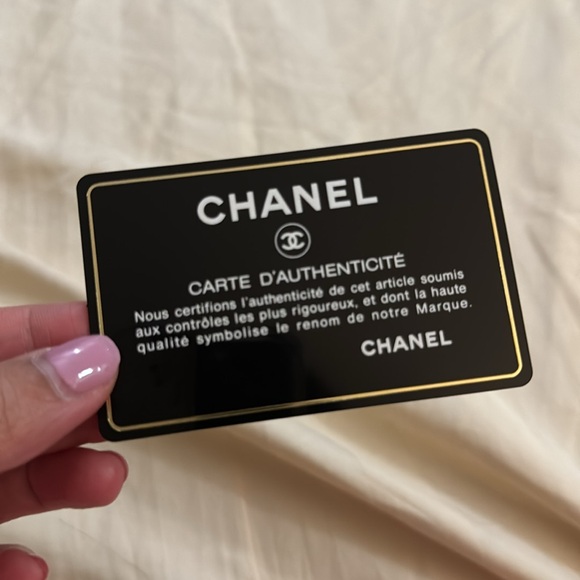 CHANEL
CARTE D'AUTHENTICITÉ
Nous certifions l'authenticité de cet article soumis
aux contrôles les plus rigoureux, et dont la haute
qualité symbolise le renom de notre Marque.
CHANEL